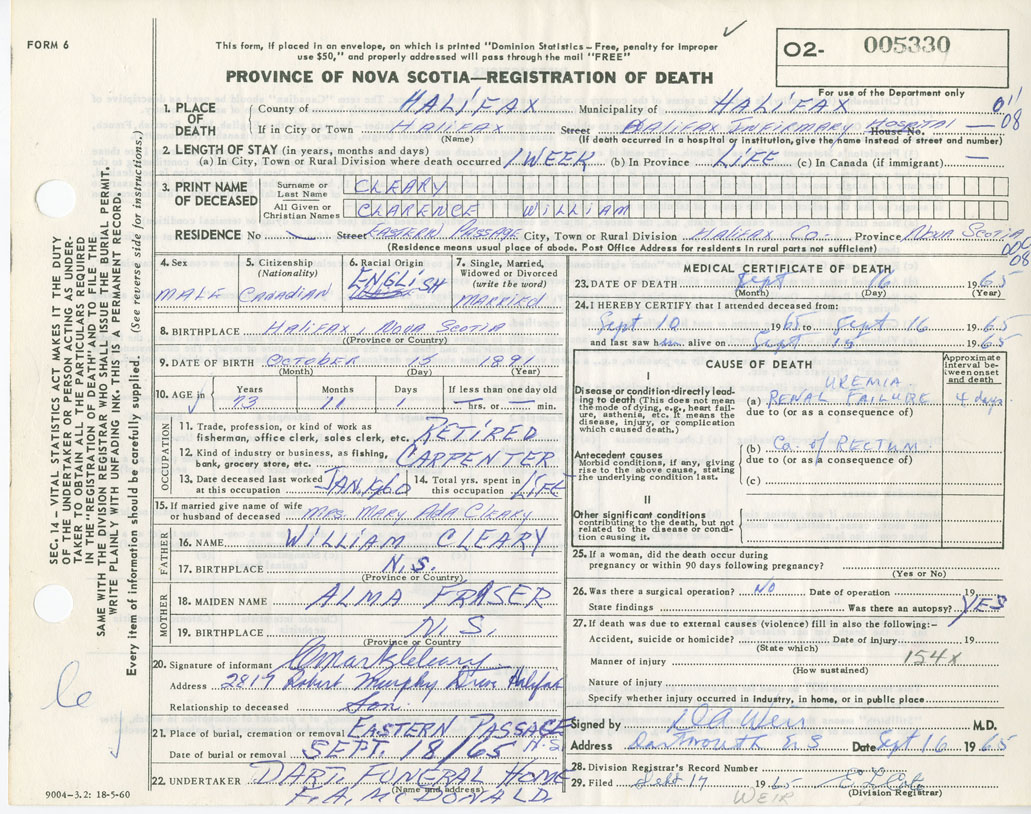 FORM 6
This form, if placed in an envelope, on which is printed "Dominion Statistics—Free, penalty for improper
use $50," and properly addressed will pass through the mail "FREE"
PROVINCE OF NOVA SCOTIA—REGISTRATION OF DEATH
O2- 005330
For use of the Department only
1. PLACE OF DEATH
County of HALIFAX Municipality of HALIFAX 011
08
If in City or Town HALIFAX Street HALIFAX INFIRMARY HOSPITAL House No. —
(Name) (If death occurred in a hospital or institution, give the name instead of street and number)
2. LENGTH OF STAY (in years, months and days)
(a) In City, Town or Rural Division where death occurred 1 WEEK (b) In Province LIFE (c) In Canada (if immigrant) —
3. PRINT NAME OF DECEASED
Surname or Last Name CLEARY
All Given or Christian Names CLARENCE WILLIAM
RESIDENCE No — Street EASTERN PASSAGE City, Town or Rural Division Halifax Co. Province NOVA SCOTIA
(Residence means usual place of abode. Post Office Address for residents in rural parts not sufficient)
08
4. Sex MALE
5. Citizenship (Nationality) CANADIAN
6. Racial Origin ENGLISH
7. Single, Married, Widowed or Divorced (write the word) MARRIED
8. BIRTHPLACE HALIFAX, NOVA SCOTIA
(Province or Country)
9. DATE OF BIRTH OCTOBER 15 1891
(Month) (Day) (Year)
10. AGE in Years 73 Months 11 Days 1 If less than one day old — hrs. or — min.
OCCUPATION
11. Trade, profession, or kind of work as
fisherman, office clerk, sales clerk, etc. RETIRED
12. Kind of industry or business, as fishing,
bank, grocery store, etc. CARPENTER
13. Date deceased last worked at this occupation JAN. 1960
14. Total yrs. spent in this occupation LIFE
15. If married give name of wife
or husband of deceased MRS. MARY ADA CLEARY
FATHER
16. NAME WILLIAM CLEARY
17. BIRTHPLACE N.S.
(Province or Country)
MOTHER
18. MAIDEN NAME ALMA FRASER
19. BIRTHPLACE N.S.
(Province or Country)
20. Signature of informant
Address 2817 Robert Murphy Drive Halifax
Relationship to deceased Son.
21. Place of burial, cremation or removal EASTERN PASSAGE
N.S.
Date of burial or removal SEPT. 18/65
22. UNDERTAKER DART. FUNERAL HOME
(Name and address)
F. A. McDONALD.
MEDICAL CERTIFICATE OF DEATH
23. DATE OF DEATH Sept 16 1965
(Month) (Day) (Year)
24. I HEREBY CERTIFY that I attended deceased from:
Sept 10 1965 to Sept 16 1965
and last saw him alive on Sept 1965
CAUSE OF DEATH
Approximate interval between onset and death
I
Disease or condition directly leading to death (This does not mean the mode of dying, e.g., heart failure, asthenia, etc. It means the disease, injury, or complication which caused death.)
UREMIA
(a) RENAL FAILURE 4 days
due to (or as a consequence of)
Antecedent causes
Morbid conditions, if any, giving rise to the above cause, stating the underlying condition last.
(b) Ca. of RECTUM
due to (or as a consequence of)
(c)
II
Other significant conditions
contributing to the death, but not related to the disease or condition causing it.
25. If a woman, did the death occur during
pregnancy or within 90 days following pregnancy?
(Yes or No)
26. Was there a surgical operation? NO Date of operation 19
State findings Was there an autopsy? YES
27. If death was due to external causes (violence) fill in also the following:—
Accident, suicide or homicide? Date of injury 19
(State which)
Manner of injury 154x
(How sustained)
Nature of injury
Specify whether injury occurred in industry, in home, or in public place
Signed by D A Weir M.D.
Address Dartmouth N S Date Sept 16 1965
28. Division Registrar's Record Number
29. Filed Sept 17 1965
(Division Registrar)
WEIR
SEC. 14—VITAL STATISTICS ACT MAKES IT THE DUTY
OF THE UNDERTAKER OR PERSON ACTING AS UNDER-
TAKER TO OBTAIN ALL THE PARTICULARS REQUIRED
IN THE "REGISTRATION OF DEATH" AND TO FILE THE
SAME WITH THE DIVISION REGISTRAR WHO SHALL ISSUE THE BURIAL PERMIT.
WRITE PLAINLY WITH UNFADING INK. THIS IS A PERMANENT RECORD.
Every item of information should be carefully supplied. (See reverse side for instructions.)
9004—3.2: 18-5-60